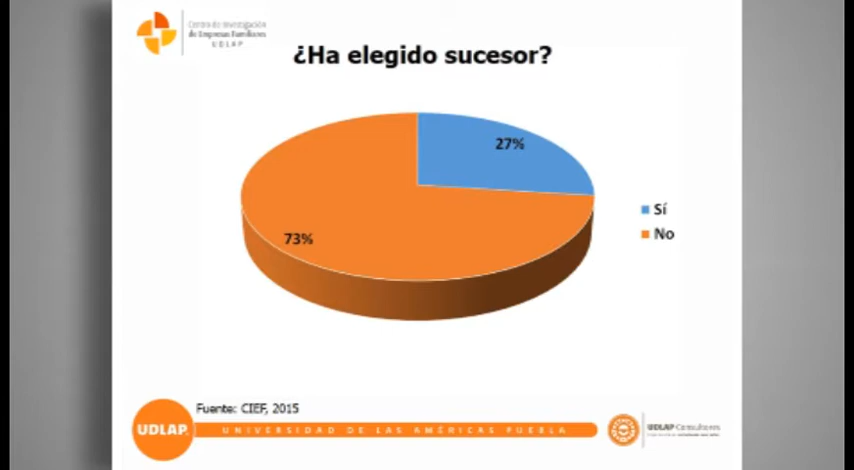 Centro de Investigación
de Empresas Familiares
UDLAP
¿Ha elegido sucesor?
27%
73%
Sí
No
Fuente: CIEF, 2015
UDLAP
UNIVERSIDAD DE LAS AMÉRICAS PUEBLA
UDLAP Consultores